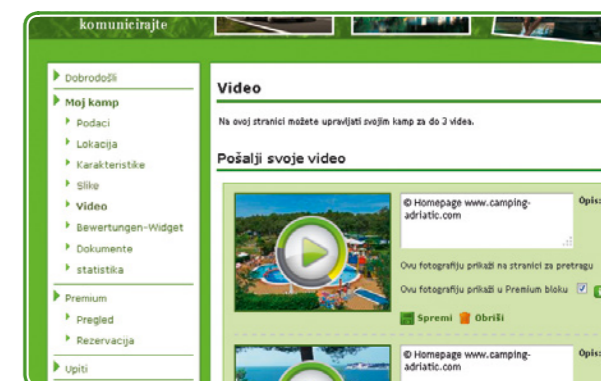 komunicirajte
Dobrodošli
Moj kamp
Podaci
Lokacija
Karakteristike
Slike
Video
Bewertungen-Widget
Dokumente
statistika
Premium
Pregled
Rezervacija
Upiti
Video
Na ovoj stranici možete upravljati svojim kamp za do 3 videa.
Pošalji svoje video
© Homepage www.camping-
adriatic.com
Opis:
Ovu fotografiju prikaži na stranici za pretragu
Ovu fotografiju prikaži u Premium bloku
Spremi Obriši
© Homepage www.camping-
adriatic.com
Opis: